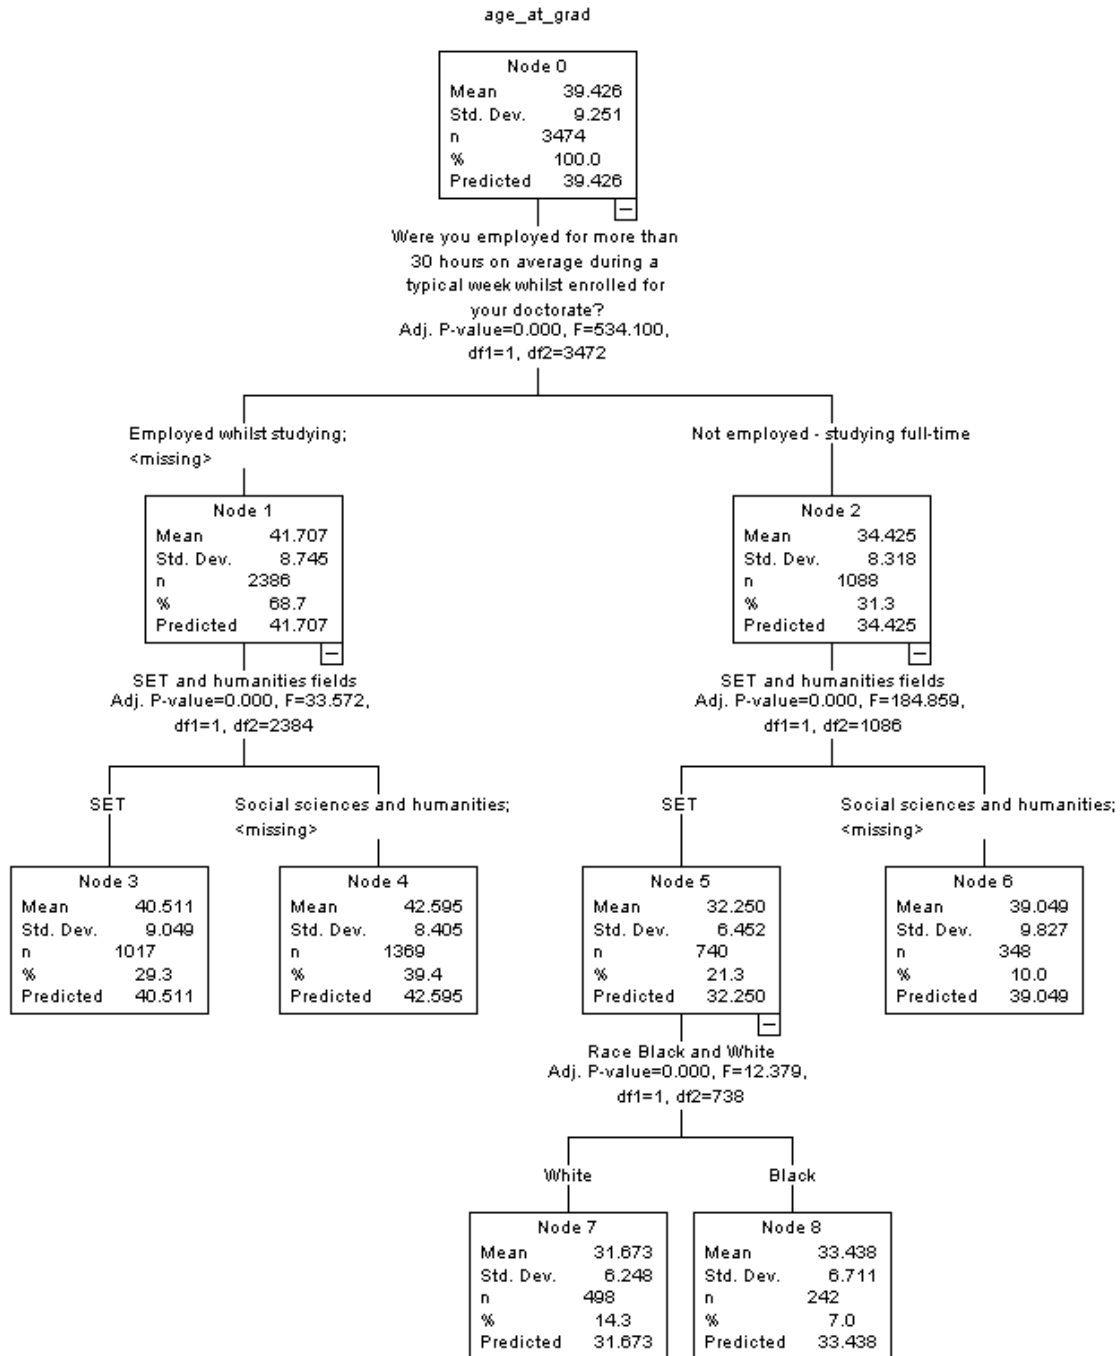 age_at_grad
Node 0
Mean 39.426
Std. Dev. 9.251
n 3474
% 100.0
Predicted 39.426
Were you employed for more than
30 hours on average during a
typical week whilst enrolled for
your doctorate?
Adj. P-value=0.000, F=534.100,
df1=1, df2=3472
Employed whilst studying;
<missing>
Not employed - studying full-time
Node 1
Mean 41.707
Std. Dev. 8.745
n 2386
% 68.7
Predicted 41.707
Node 2
Mean 34.425
Std. Dev. 8.318
n 1088
% 31.3
Predicted 34.425
SET and humanities fields
Adj. P-value=0.000, F=33.572,
df1=1, df2=2384
SET and humanities fields
Adj. P-value=0.000, F=184.859,
df1=1, df2=1086
SET
Social sciences and humanities;
<missing>
SET
Social sciences and humanities;
<missing>
Node 3
Mean 40.511
Std. Dev. 9.049
n 1017
% 29.3
Predicted 40.511
Node 4
Mean 42.595
Std. Dev. 8.405
n 1369
% 39.4
Predicted 42.595
Node 5
Mean 32.250
Std. Dev. 6.452
n 740
% 21.3
Predicted 32.250
Node 6
Mean 39.049
Std. Dev. 9.827
n 348
% 10.0
Predicted 39.049
Race Black and White
Adj. P-value=0.000, F=12.379,
df1=1, df2=738
White
Black
Node 7
Mean 31.673
Std. Dev. 6.248
n 498
% 14.3
Predicted 31.673
Node 8
Mean 33.438
Std. Dev. 6.711
n 242
% 7.0
Predicted 33.438